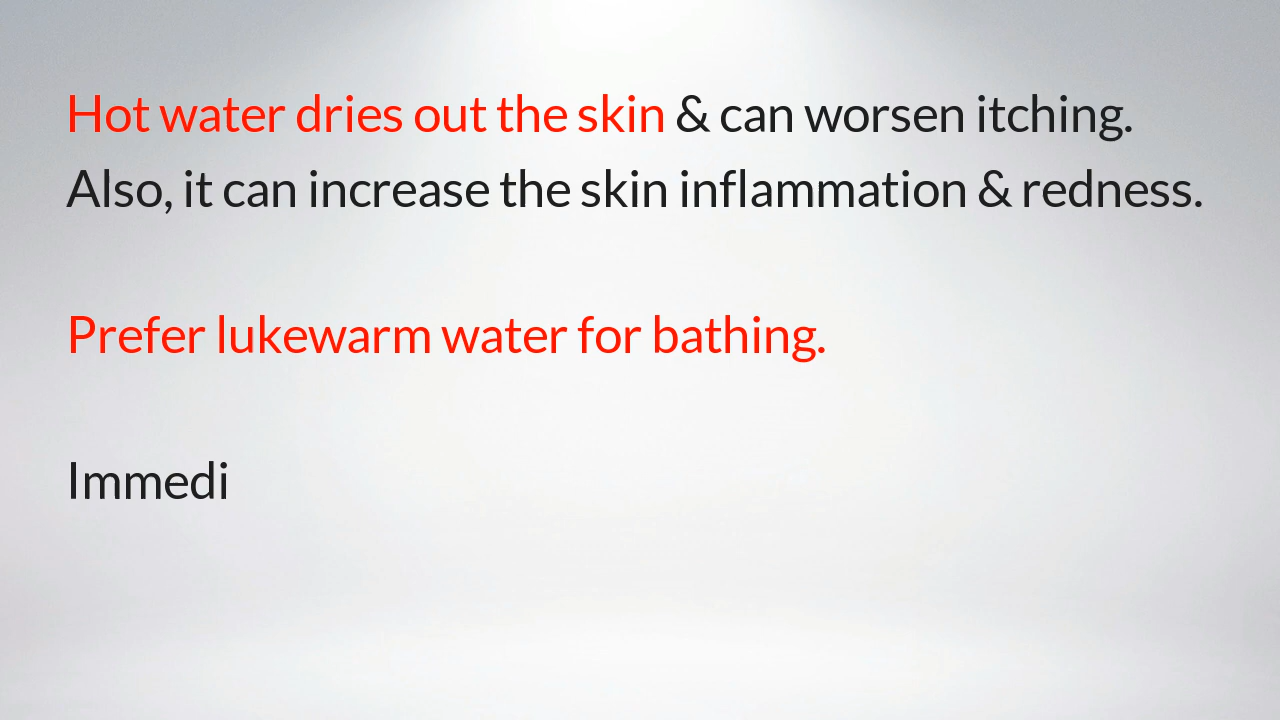 Hot water dries out the skin & can worsen itching.
Also, it can increase the skin inflammation & redness.
Prefer lukewarm water for bathing.
Immedi